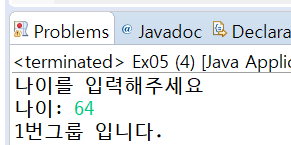 Problems @ Javadoc Declara
<terminated> Ex05 (4) [Java Applic
나이를 입력해주세요
나이: 64
1번그룹 입니다.